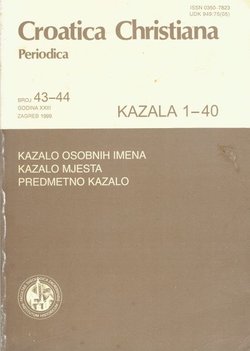 ISSN 0350-7823
UDK 949.75(05)
Croatica Christiana
Periodica
BROJ 43-44
GODINA XXIII
ZAGREB 1999
KAZALA 1-40
KAZALO OSOBNIH IMENA
KAZALO MJESTA
PREDMETNO KAZALO